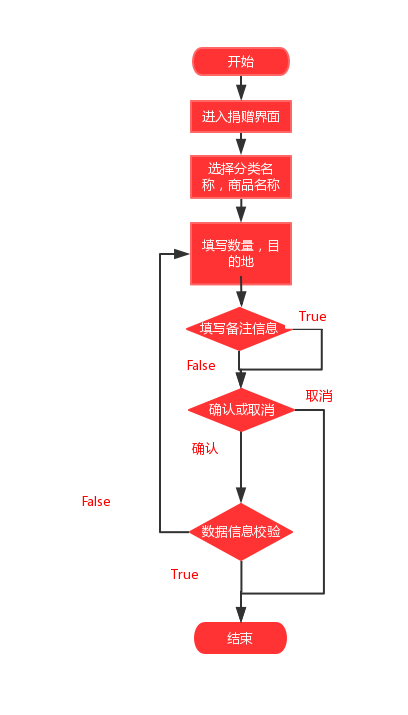 开始
进入捐赠界面
选择分类名
称，商品名称
填写数量，目
的地
填写备注信息
True
False
确认或取消
取消
确认
False
数据信息校验
True
结束